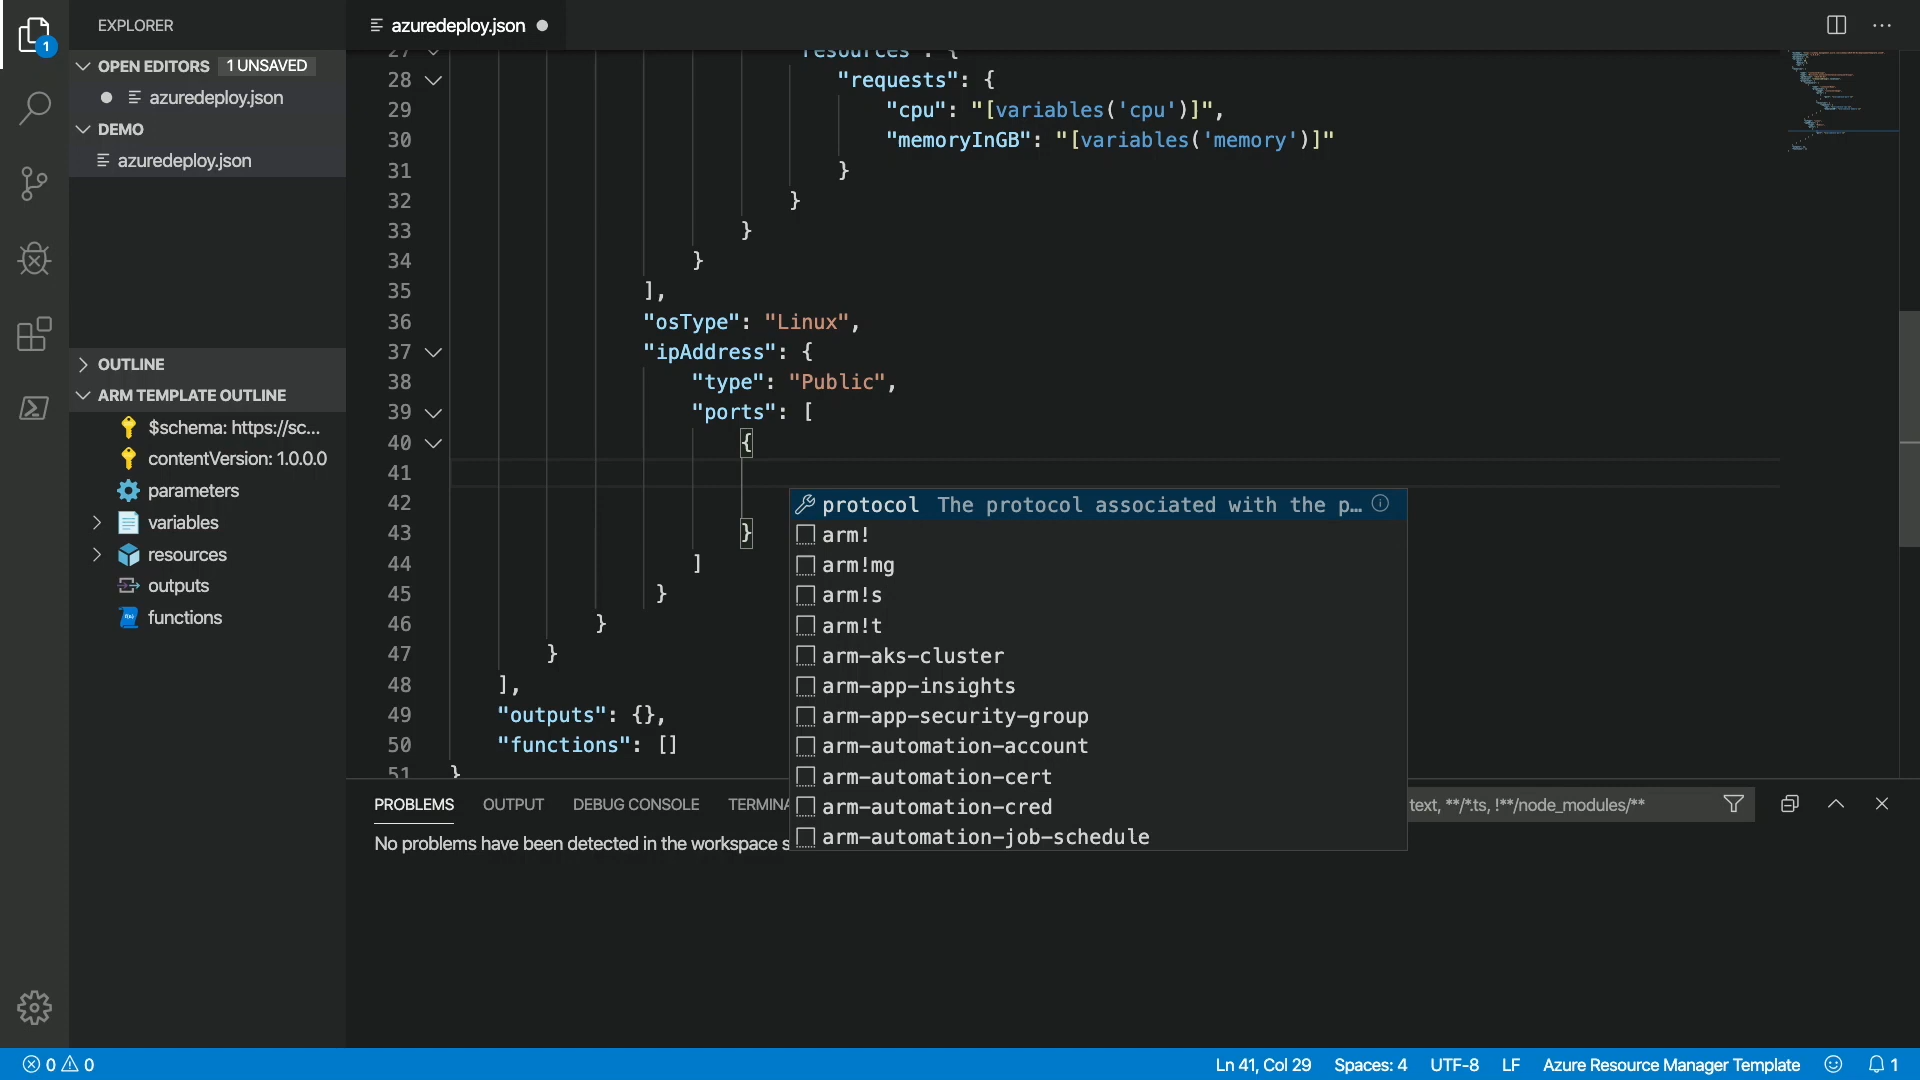 EXPLORER
azuredeploy.json
OPEN EDITORS 1 UNSAVED
azuredeploy.json
DEMO
azuredeploy.json
OUTLINE
ARM TEMPLATE OUTLINE
$schema: https://sc...
contentVersion: 1.0.0.0
parameters
variables
resources
outputs
functions
27 "resources": {
28 "requests": {
29 "cpu": "[variables('cpu')]",
30 "memoryInGB": "[variables('memory')]"
31 }
32 }
33 }
34 }
35 ],
36 "osType": "Linux",
37 "ipAddress": {
38 "type": "Public",
39 "ports": [
40 {
41
42
43 }
44 ]
45 }
46 }
47 }
48 ],
49 "outputs": {},
50 "functions": []
51 }
protocol The protocol associated with the p...
arm!
arm!mg
arm!s
arm!t
arm-aks-cluster
arm-app-insights
arm-app-security-group
arm-automation-account
arm-automation-cert
arm-automation-cred
arm-automation-job-schedule
PROBLEMS OUTPUT DEBUG CONSOLE TERMINA
text, **/*.ts, !**/node_modules/**
No problems have been detected in the workspace s
0 0
Ln 41, Col 29 Spaces: 4 UTF-8 LF Azure Resource Manager Template 1
1